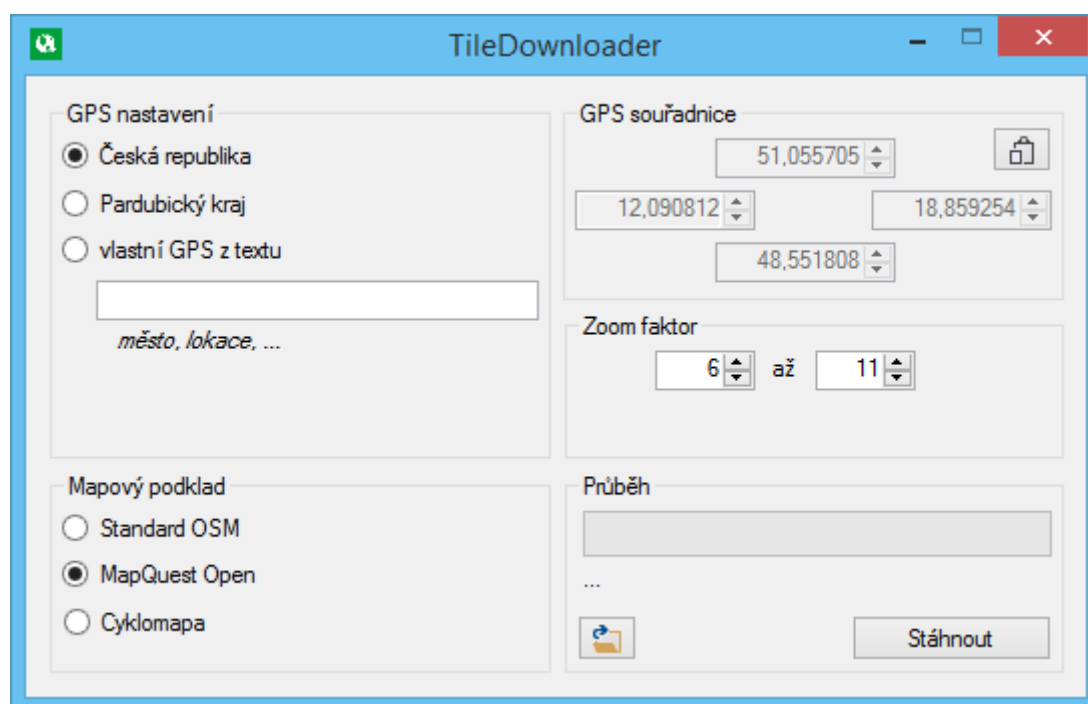 TileDownloader
GPS nastavení
Česká republika
Pardubický kraj
vlastní GPS z textu
město, lokace, ...
GPS souřadnice
51,055705
12,090812
18,859254
48,551808
Zoom faktor
6 až 11
Mapový podklad
Standard OSM
MapQuest Open
Cyklomapa
Průběh
...
Stáhnout